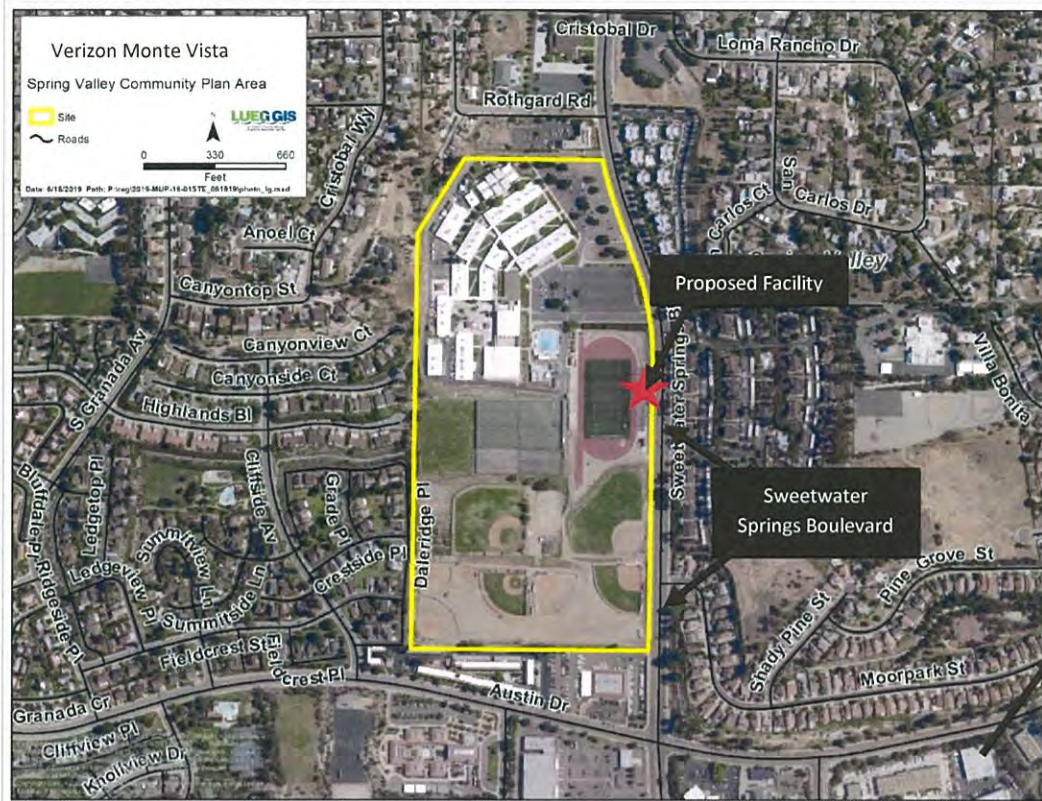 Verizon Monte Vista
Spring Valley Community Plan Area
Site
Roads
LUEG GIS
0 330 660
Feet
Cristobal Dr
Loma Rancho Dr
Rothgard Rd
Cristobal Wy
San Carlos Dr
Carlos Ct
Anoel Ct
Valley
Canyontop St
Proposed Facility
Canyonview Ct
S Granada Av
Canyonside Ct
Villa Bonita
Highlands Bl
Sweetwater Springs B
Bluffdale Pl
Ledgetop Pl
Cliffside Av
Grade Pl
Sweetwater
Springs Boulevard
Summitview Ln
Crestside Pl
Daleridge Pl
Pine Grove St
Ridgeside Pl
Ledgeview Pl
Summitside Ln
Shady Pine St
Fieldcrest St
Fieldcrest Pl
Moorpark St
Austin Dr
Granada Cr
Cliffview Pl
Knollview Dr